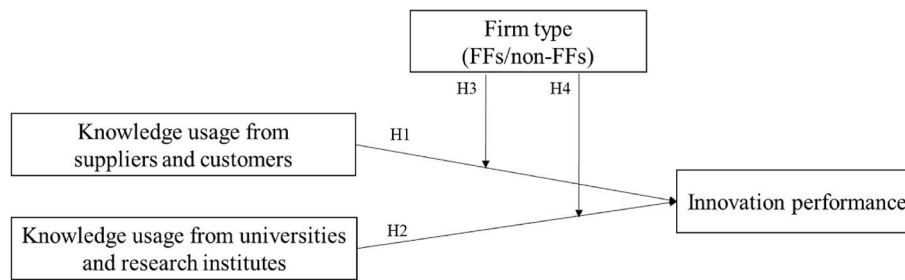 Firm type
(FFs/non-FFs)
H3
H4
Knowledge usage from
suppliers and customers
H1
Innovation performance
Knowledge usage from universities
and research institutes
H2